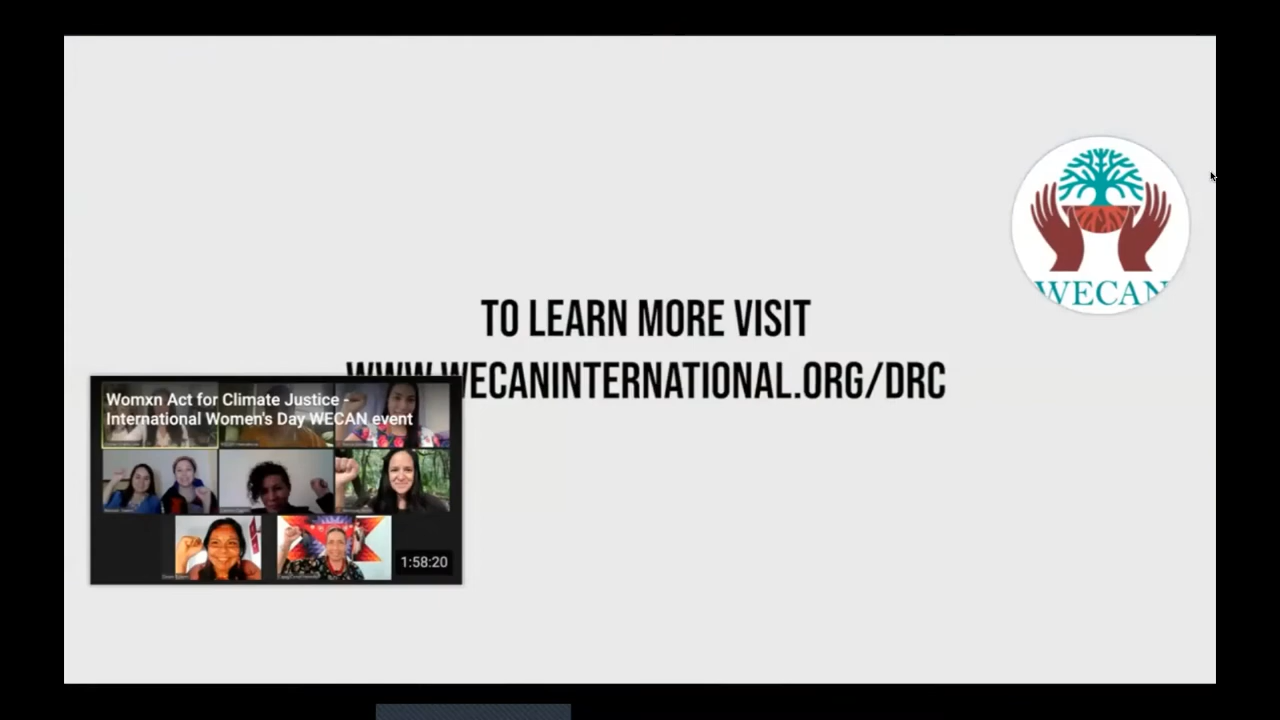 TO LEARN MORE VISIT
WWW.WECANINTERNATIONAL.ORG/DRC
WECAN
Womxn Act for Climate Justice -
International Women's Day WECAN event
1:58:20